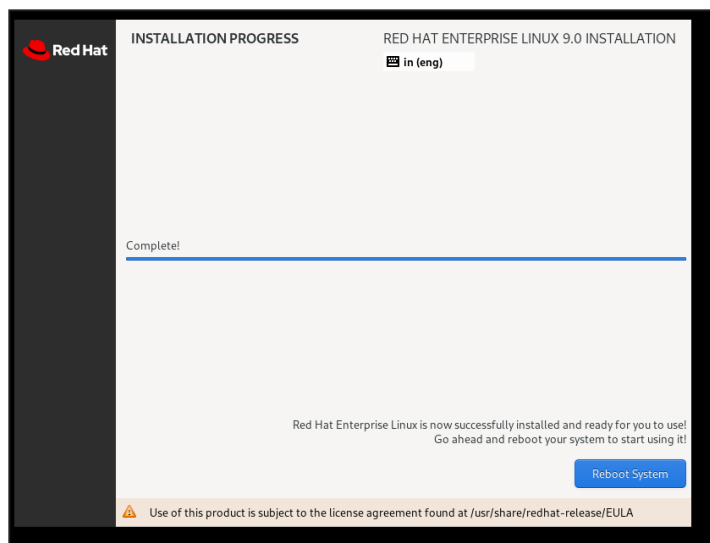 Red Hat
INSTALLATION PROGRESS
RED HAT ENTERPRISE LINUX 9.0 INSTALLATION
in (eng)
Complete!
Red Hat Enterprise Linux is now successfully installed and ready for you to use!
Go ahead and reboot your system to start using it!
Reboot System
Use of this product is subject to the license agreement found at /usr/share/redhat-release/EULA